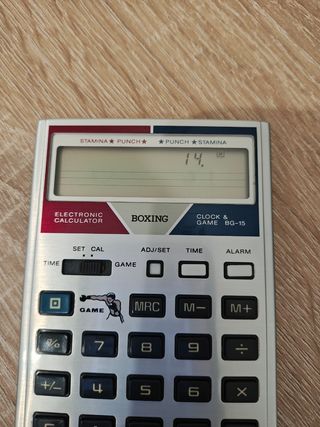 STAMINA ★ PUNCH ★ ★ PUNCH ★ STAMINA
14.
ELECTRONIC CALCULATOR BOXING CLOCK & GAME BG-15
SET CAL ADJ/SET TIME ALARM
TIME GAME
GAME MRC M− M+
% 7 8 9 ÷
+/− 4 5 6 ×